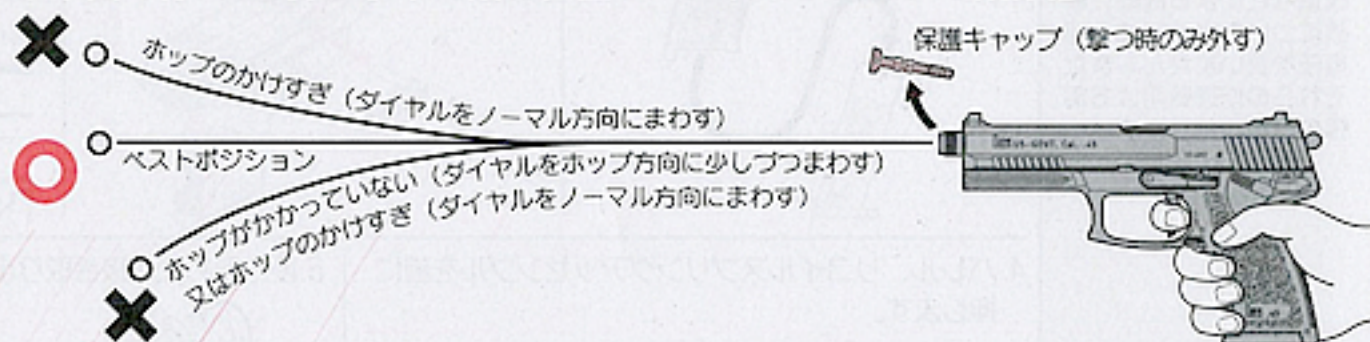 ホップのかけすぎ（ダイヤルをノーマル方向にまわす）
保護キャップ（撃つ時のみ外す）
ベストポジション
ホップがかかっていない（ダイヤルをホップ方向に少しづつまわす）
又はホップのかけすぎ（ダイヤルをノーマル方向にまわす）